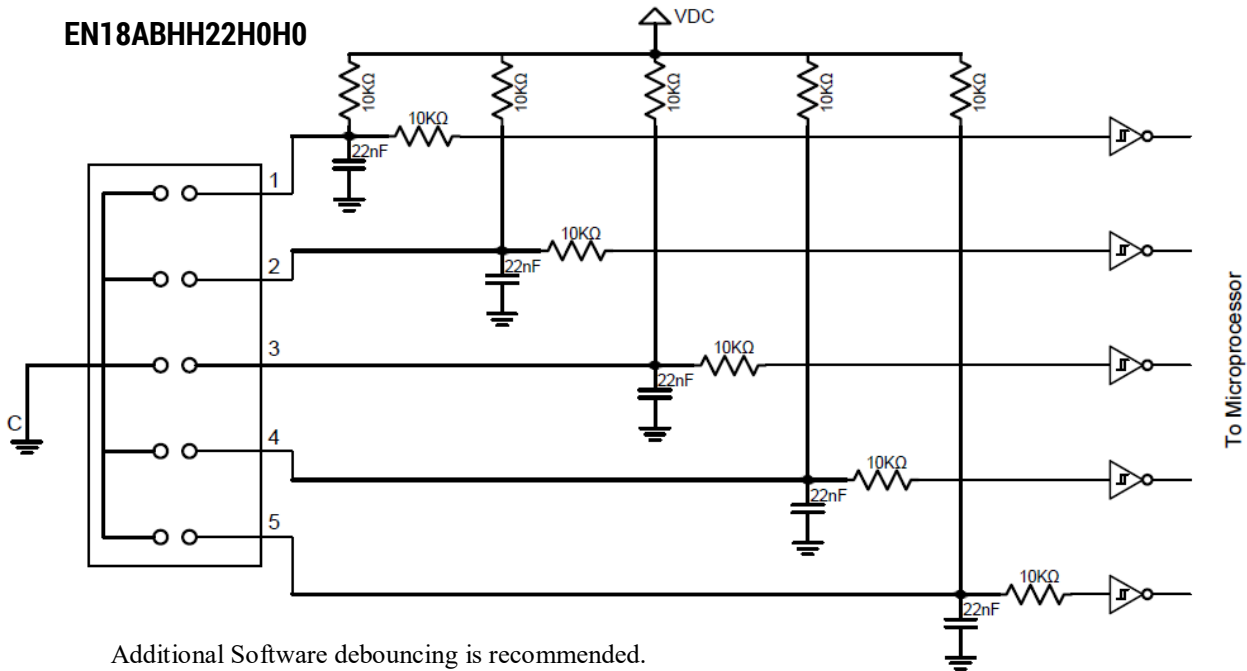 EN18ABHH22H0H0
VDC
10KΩ
10KΩ
10KΩ
10KΩ
10KΩ
10KΩ
22nF
1
10KΩ
22nF
2
10KΩ
22nF
3
C
10KΩ
22nF
4
10KΩ
22nF
5
To Microprocessor
Additional Software debouncing is recommended.